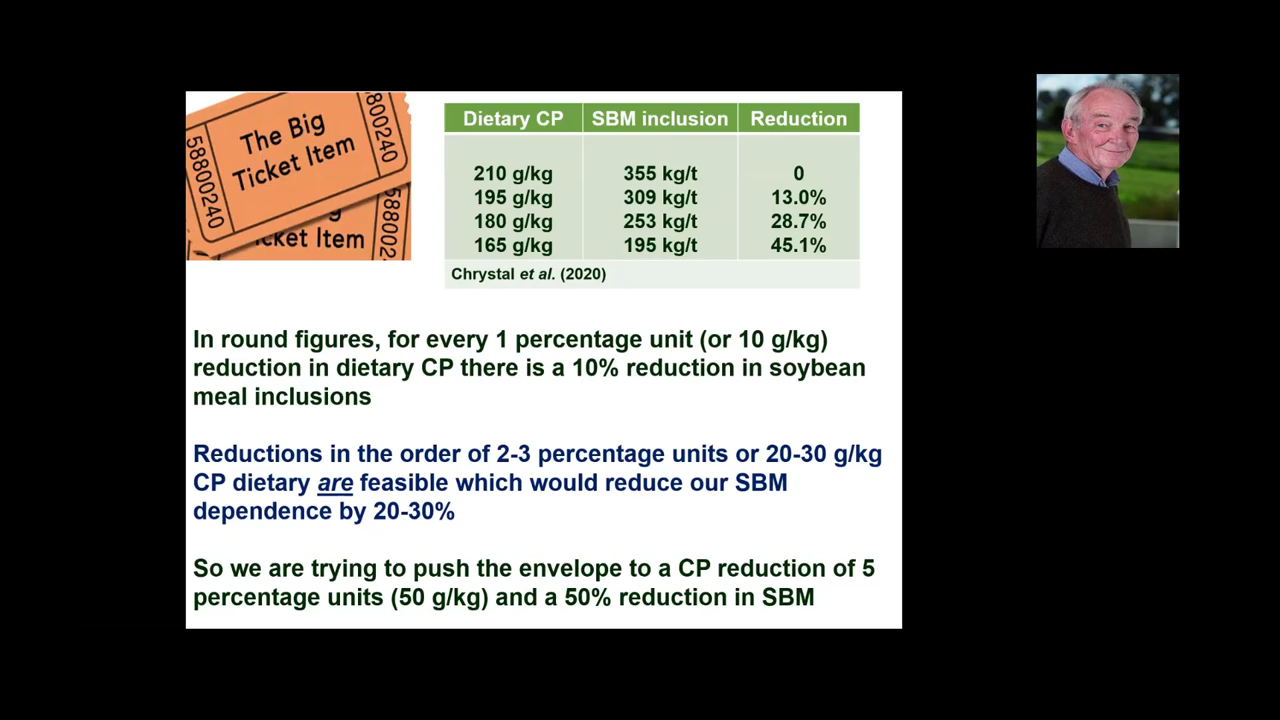 The Big
Ticket Item
58800240
800240
g
cket Item
588002
Dietary CP SBM inclusion Reduction
210 g/kg 355 kg/t 0
195 g/kg 309 kg/t 13.0%
180 g/kg 253 kg/t 28.7%
165 g/kg 195 kg/t 45.1%
Chrystal et al. (2020)
In round figures, for every 1 percentage unit (or 10 g/kg)
reduction in dietary CP there is a 10% reduction in soybean
meal inclusions
Reductions in the order of 2-3 percentage units or 20-30 g/kg
CP dietary are feasible which would reduce our SBM
dependence by 20-30%
So we are trying to push the envelope to a CP reduction of 5
percentage units (50 g/kg) and a 50% reduction in SBM